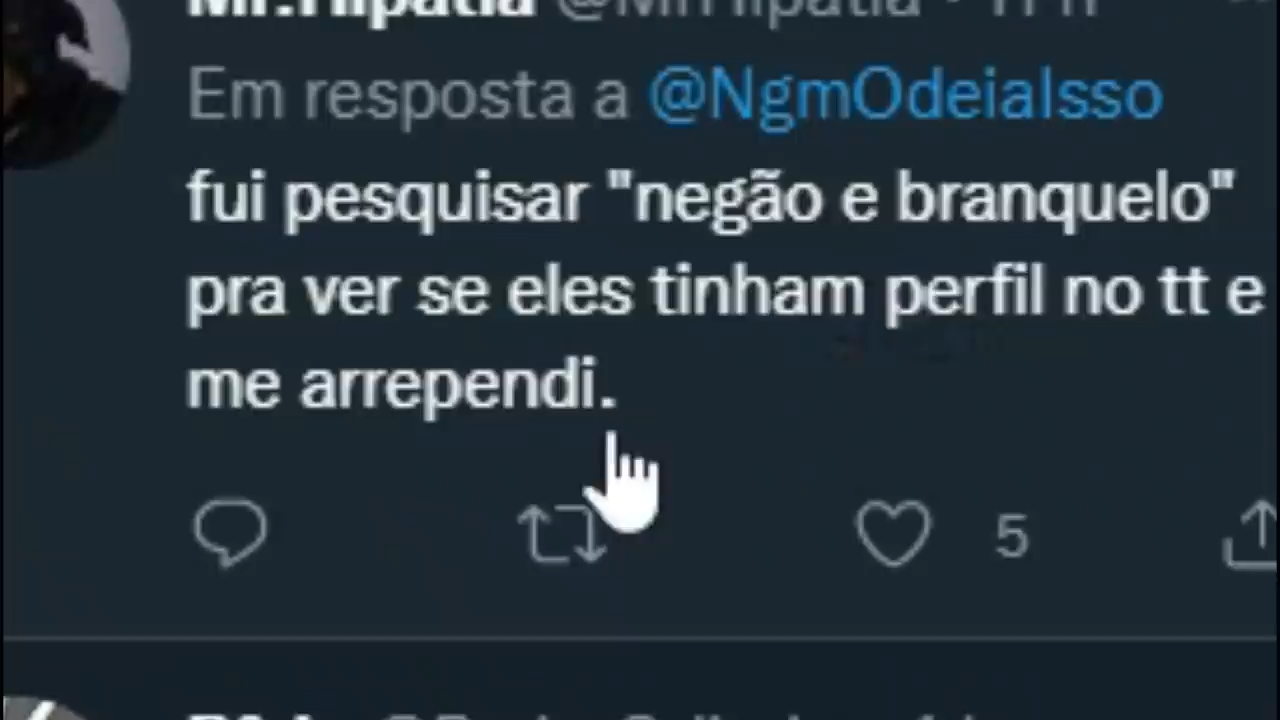 Em resposta a @NgmOdeiaIsso
fui pesquisar "negão e branquelo"
pra ver se eles tinham perfil no tt e
me arrependi.
5